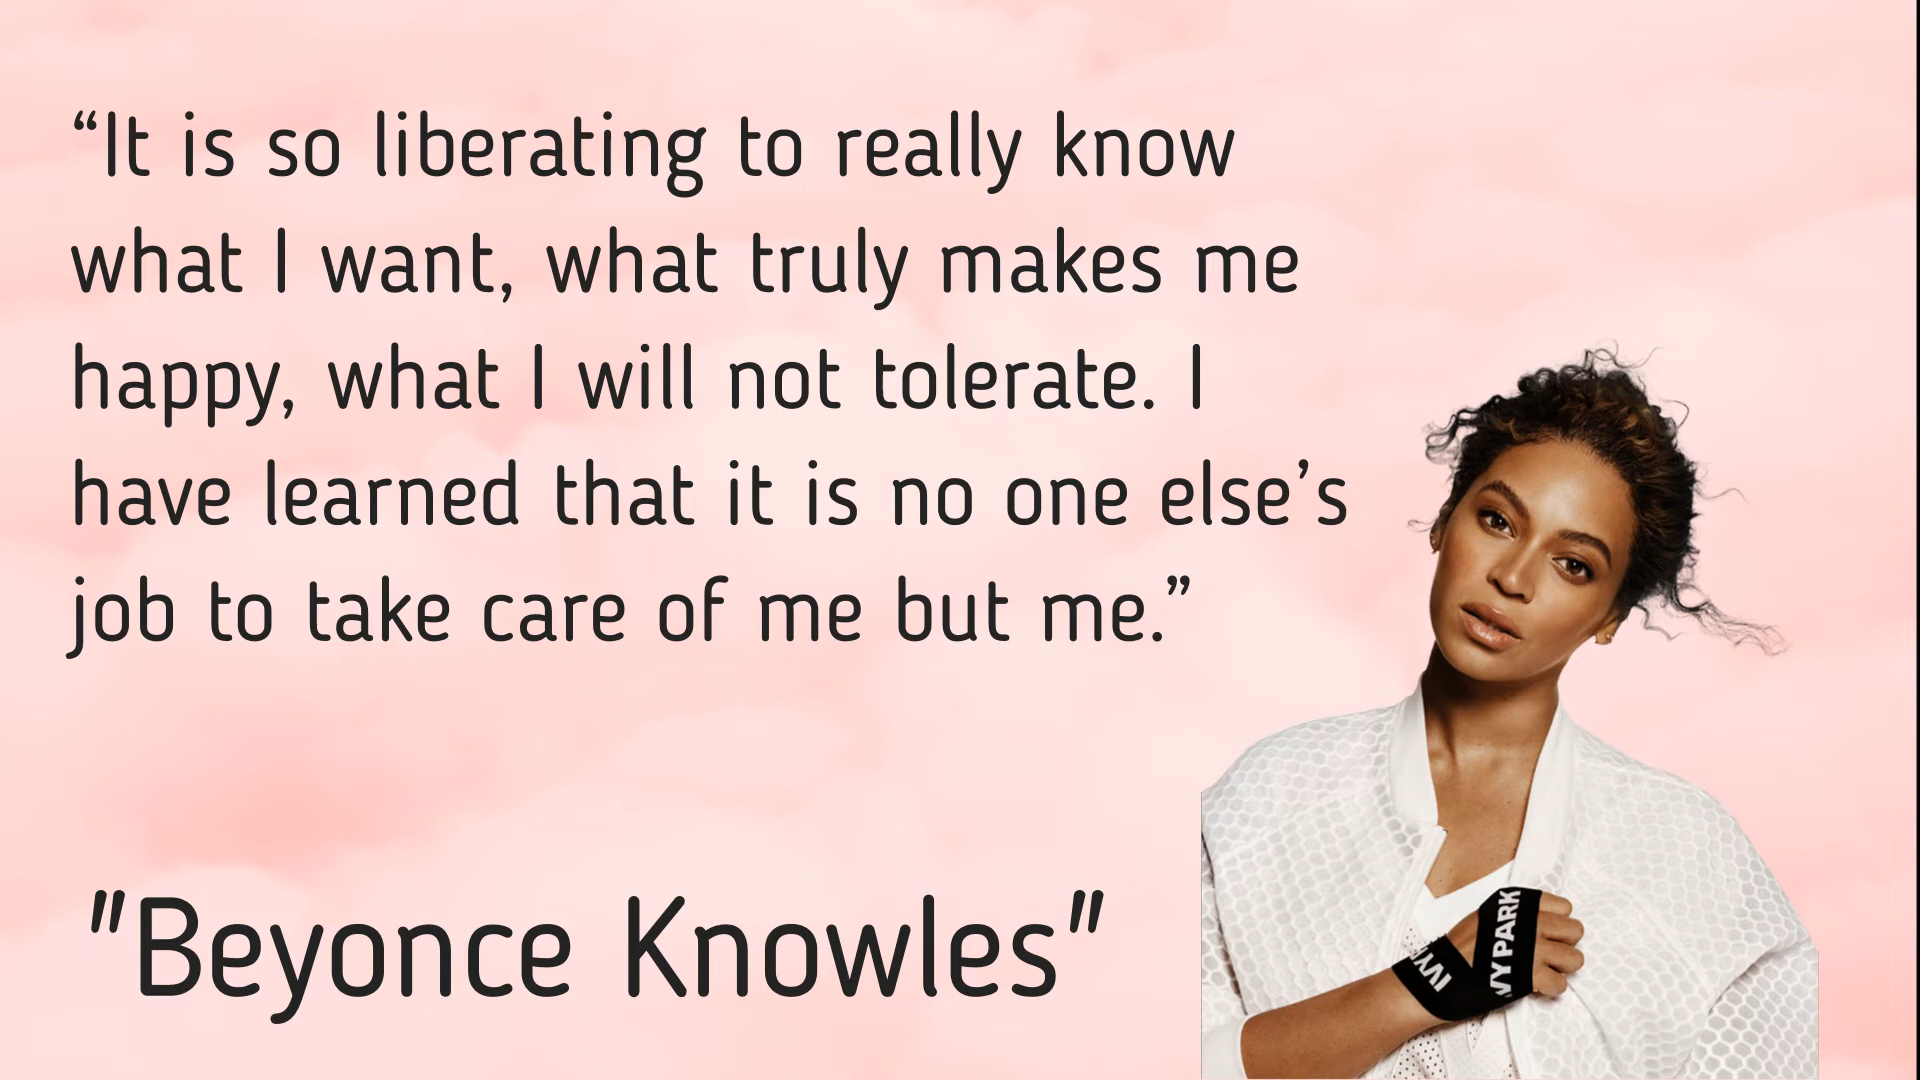 “It is so liberating to really know
what I want, what truly makes me
happy, what I will not tolerate. I
have learned that it is no one else’s
job to take care of me but me.”
"Beyonce Knowles"
IVY PARK
IVY